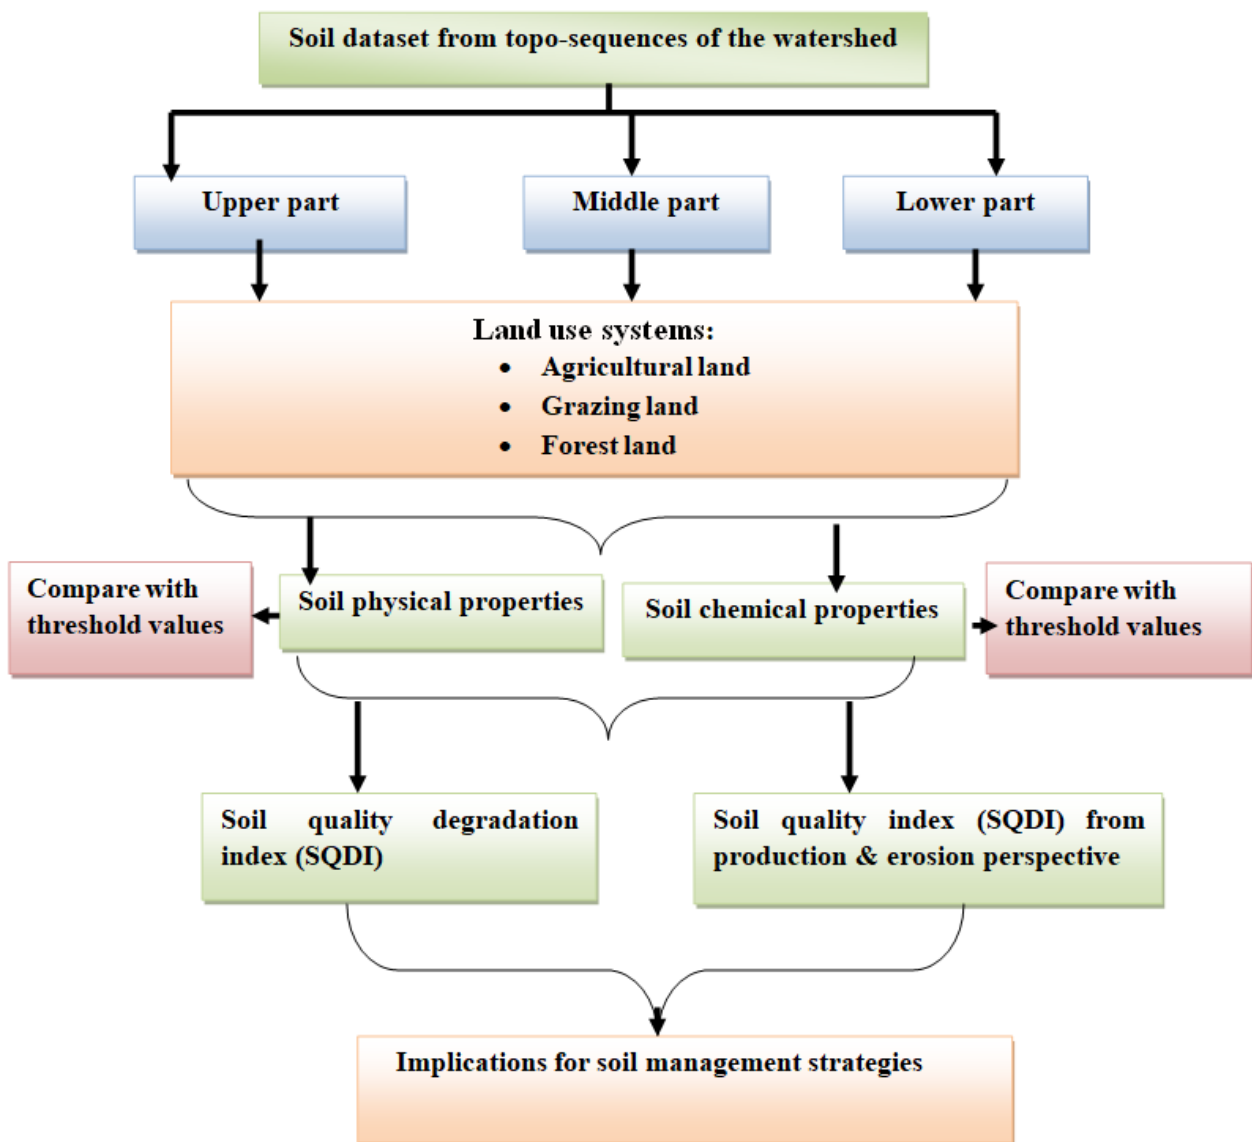 Soil dataset from topo-sequences of the watershed
Upper part
Middle part
Lower part
Land use systems:
• Agricultural land
• Grazing land
• Forest land
Compare with
threshold values
Soil physical properties
Soil chemical properties
Compare with
threshold values
Soil quality degradation
index (SQDI)
Soil quality index (SQDI) from
production & erosion perspective
Implications for soil management strategies